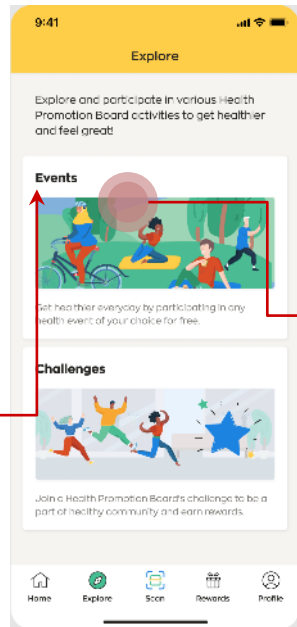 9:41
Explore
Explore and participate in various Health
Promotion Board activities to get healthier
and feel great!
Events
Get healthier everyday by participating in any
health event of your choice for free.
Challenges
Join a Health Promotion Board's challenge to be a
part of healthy community and earn rewards.
Home Explore Scan Rewards Profile